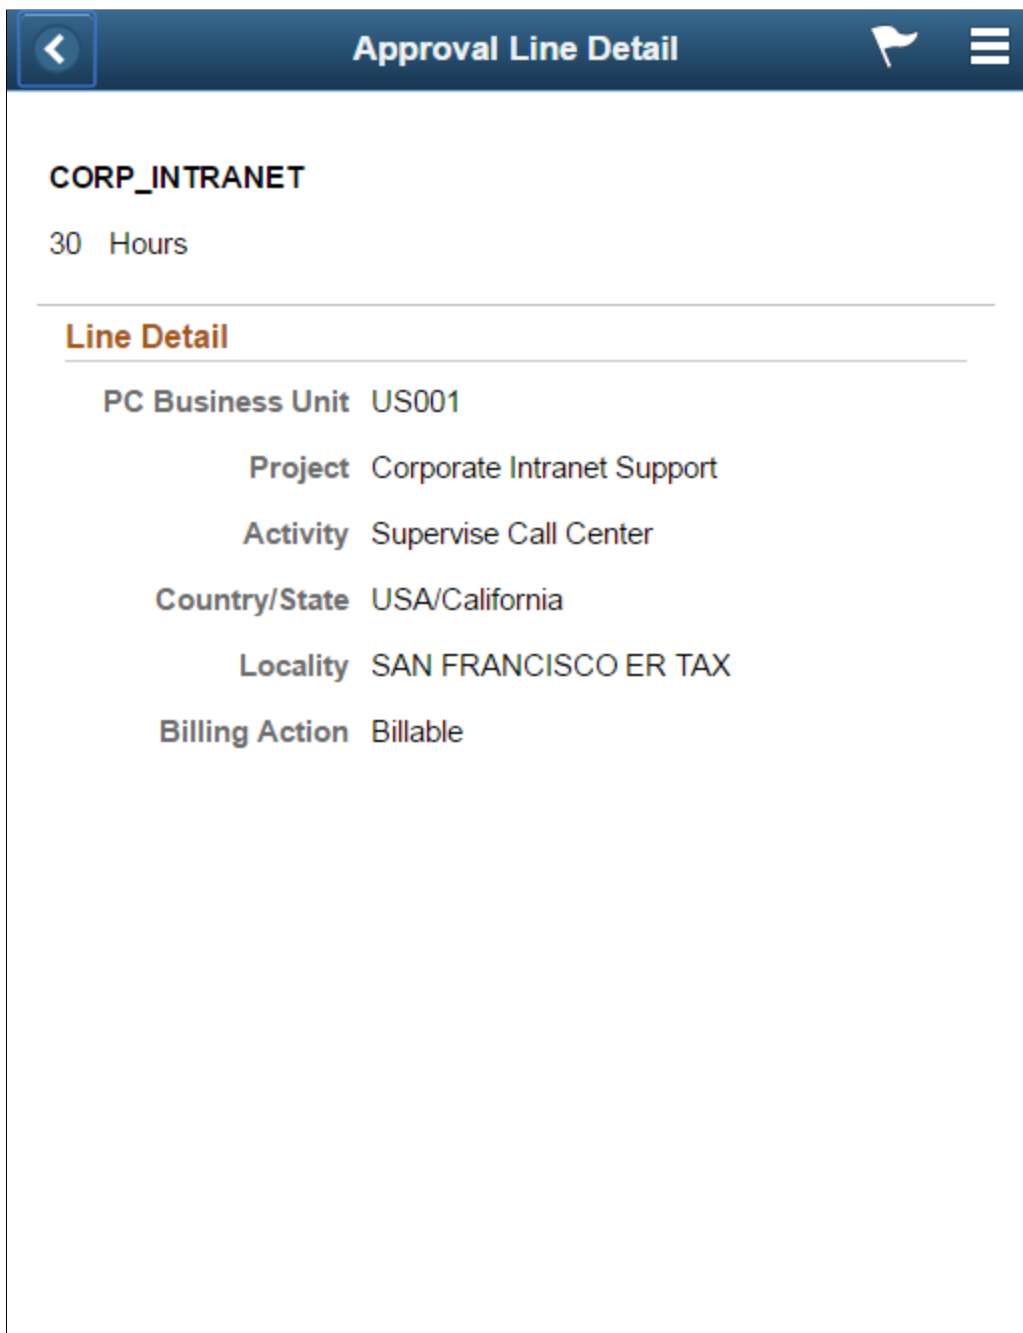 Approval Line Detail
CORP_INTRANET
30 Hours
Line Detail
PC Business Unit US001
Project Corporate Intranet Support
Activity Supervise Call Center
Country/State USA/California
Locality SAN FRANCISCO ER TAX
Billing Action Billable